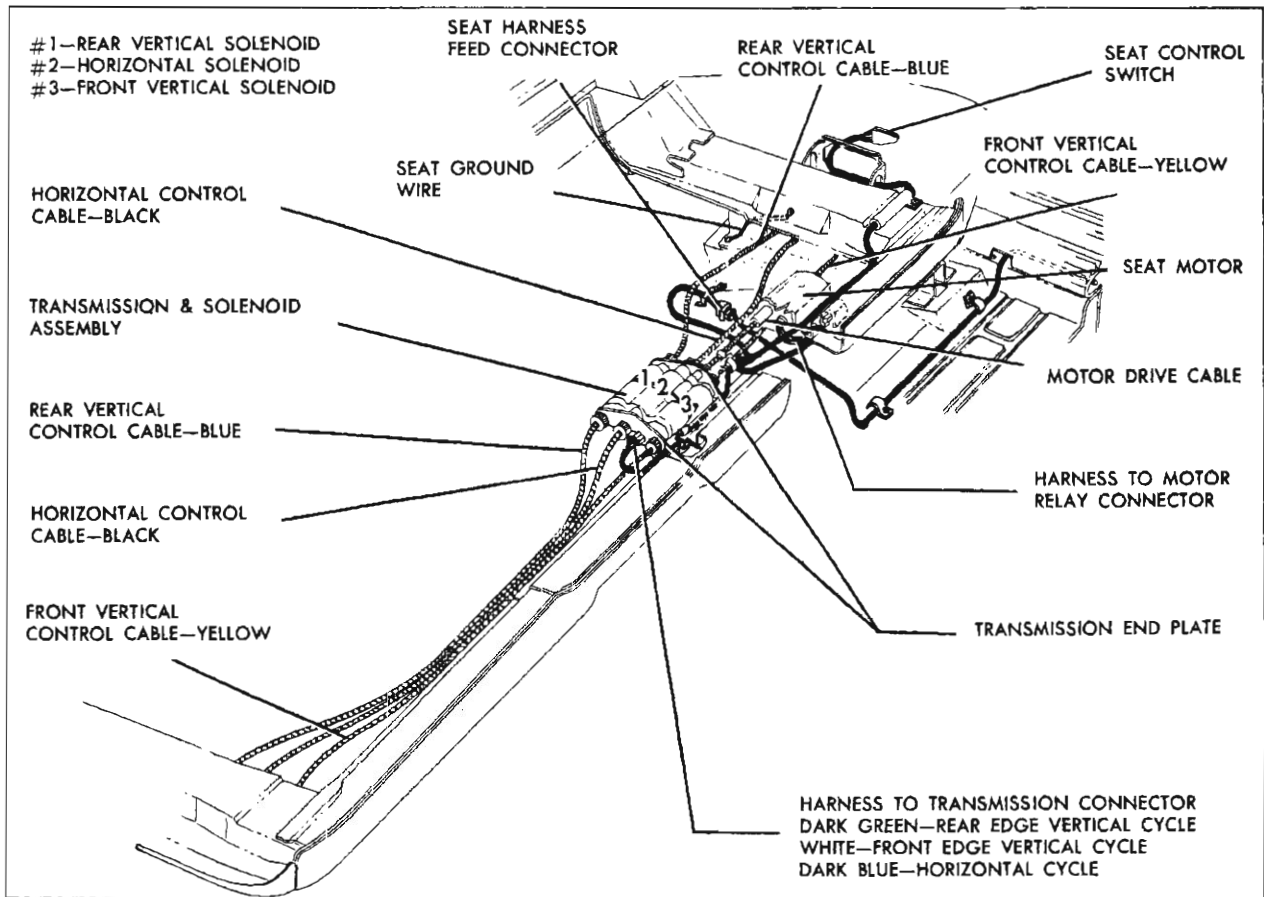 #1—REAR VERTICAL SOLENOID
#2—HORIZONTAL SOLENOID
#3—FRONT VERTICAL SOLENOID
SEAT HARNESS
FEED CONNECTOR
REAR VERTICAL
CONTROL CABLE—BLUE
SEAT CONTROL
SWITCH
SEAT GROUND
WIRE
FRONT VERTICAL
CONTROL CABLE—YELLOW
HORIZONTAL CONTROL
CABLE—BLACK
SEAT MOTOR
TRANSMISSION & SOLENOID
ASSEMBLY
MOTOR DRIVE CABLE
1
2
3
REAR VERTICAL
CONTROL CABLE—BLUE
HARNESS TO MOTOR
RELAY CONNECTOR
HORIZONTAL CONTROL
CABLE—BLACK
FRONT VERTICAL
CONTROL CABLE—YELLOW
TRANSMISSION END PLATE
HARNESS TO TRANSMISSION CONNECTOR
DARK GREEN—REAR EDGE VERTICAL CYCLE
WHITE—FRONT EDGE VERTICAL CYCLE
DARK BLUE—HORIZONTAL CYCLE